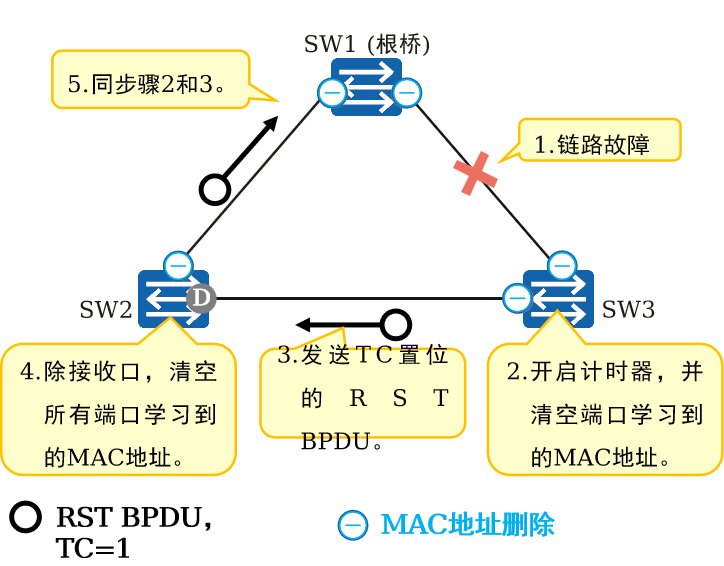 SW1 (根桥)
5.同步骤2和3。
1.链路故障
D
SW2
SW3
4.除接收口，清空
所有端口学习到
的MAC地址。
3.发送TC置位
的 R S T
BPDU。
2.开启计时器，并
清空端口学习到
的MAC地址。
RST BPDU，
TC=1
MAC地址删除